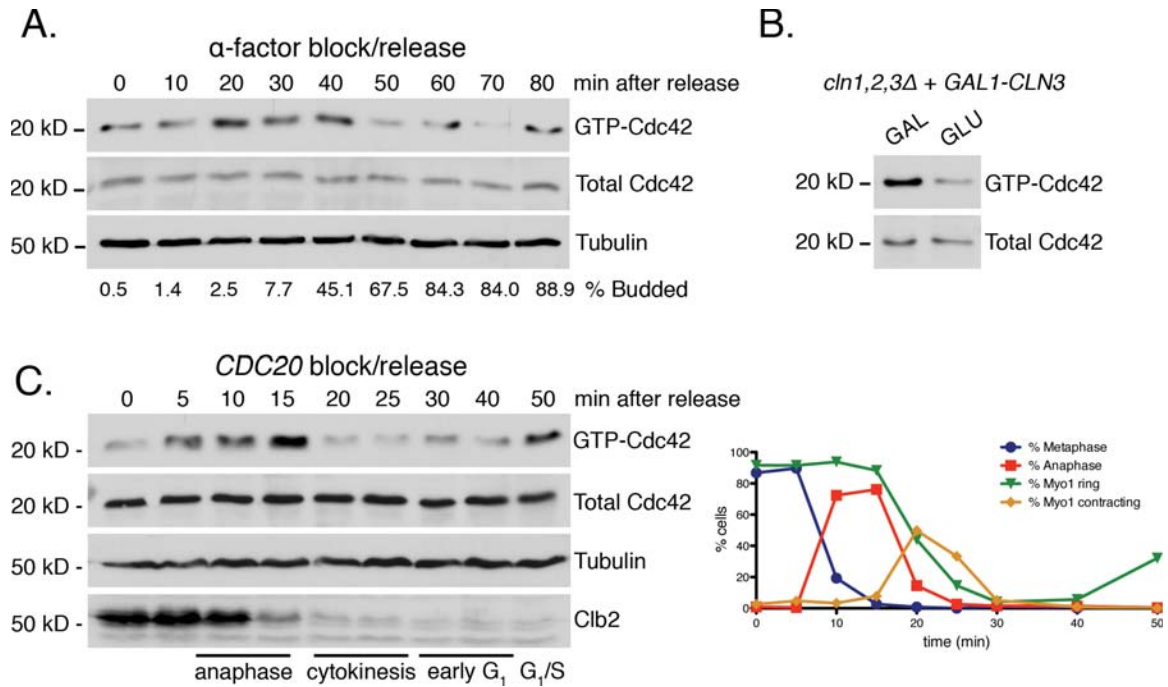 A.
α-factor block/release
0 10 20 30 40 50 60 70 80 min after release
20 kD GTP-Cdc42
20 kD Total Cdc42
50 kD Tubulin
0.5 1.4 2.5 7.7 45.1 67.5 84.3 84.0 88.9 % Budded
B.
cln1,2,3Δ + GAL1-CLN3
GAL GLU
20 kD GTP-Cdc42
20 kD Total Cdc42
C.
CDC20 block/release
0 5 10 15 20 25 30 40 50 min after release
20 kD GTP-Cdc42
20 kD Total Cdc42
50 kD Tubulin
50 kD Clb2
anaphase cytokinesis early G1 G1/S
% Metaphase
% Anaphase
% Myo1 ring
% Myo1 contracting
% cells
100
80
60
40
20
0
0 10 20 30 40 50
time (min)